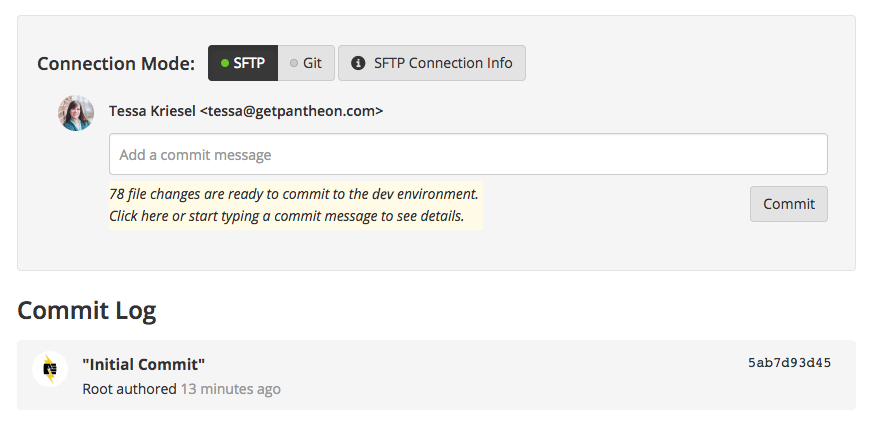 Connection Mode: SFTP Git SFTP Connection Info
Tessa Kriesel <tessa@getpantheon.com>
Add a commit message
78 file changes are ready to commit to the dev environment.
Click here or start typing a commit message to see details.
Commit
Commit Log
"Initial Commit" 5ab7d93d45
Root authored 13 minutes ago